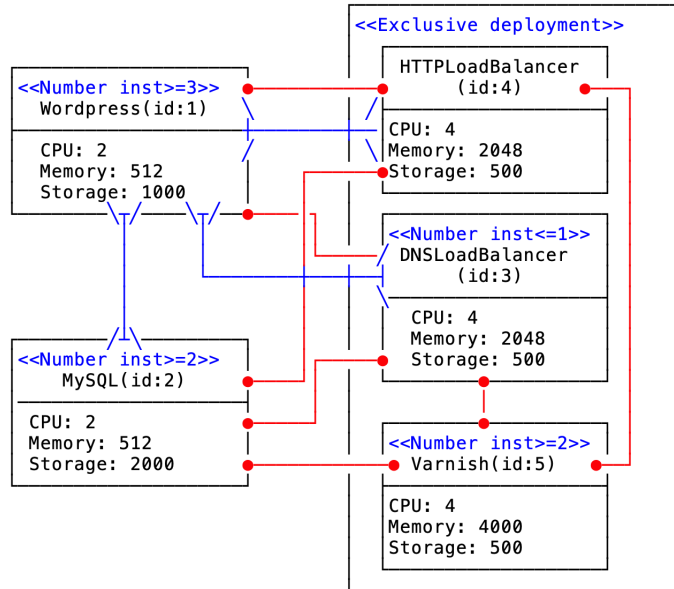 <<Exclusive deployment>>
HTTPLoadBalancer
(id:4)
CPU: 4
Memory: 2048
Storage: 500
<<Number inst>=3>>
Wordpress(id:1)
CPU: 2
Memory: 512
Storage: 1000
<<Number inst<=1>>
DNSLoadBalancer
(id:3)
CPU: 4
Memory: 2048
Storage: 500
<<Number inst>=2>>
MySQL(id:2)
CPU: 2
Memory: 512
Storage: 2000
<<Number inst>=2>>
Varnish(id:5)
CPU: 4
Memory: 4000
Storage: 500